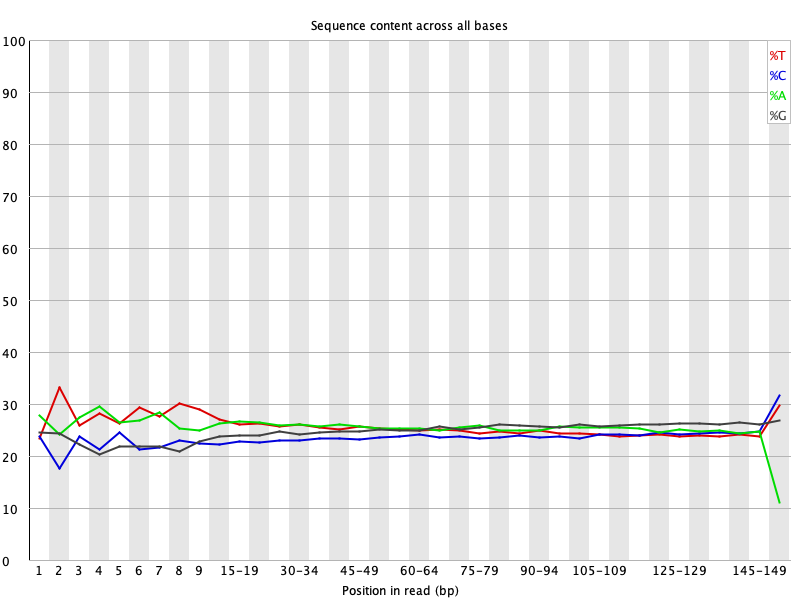 Sequence content across all bases
100
90
80
70
60
50
40
30
20
10
0
%T
%C
%A
%G
1 2 3 4 5 6 7 8 9 15-19 30-34 45-49 60-64 75-79 90-94 105-109 125-129 145-149
Position in read (bp)